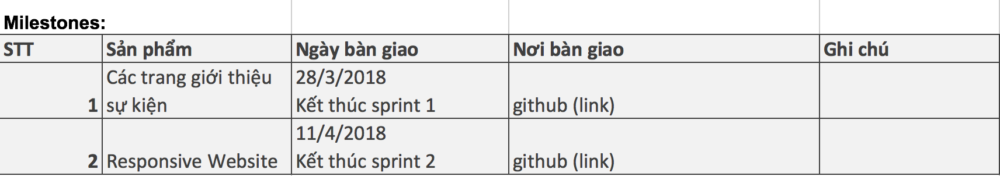 Milestones:
STT Sản phẩm Ngày bàn giao Nơi bàn giao Ghi chú
Các trang giới thiệu 28/3/2018
1 sự kiện Kết thúc sprint 1 github (link)
11/4/2018
2 Responsive Website Kết thúc sprint 2 github (link)